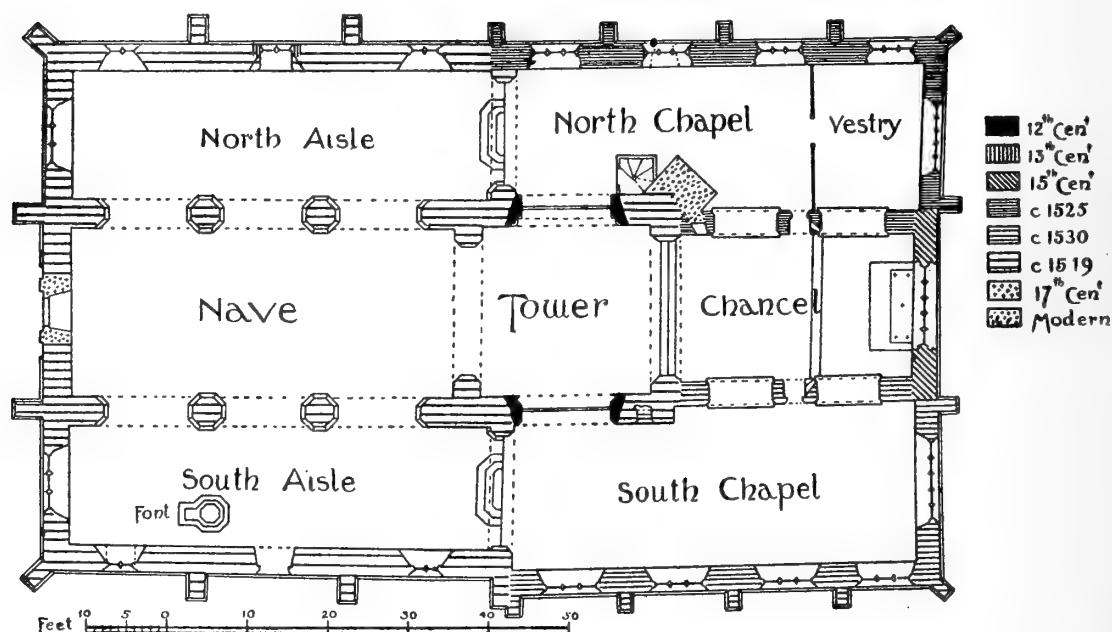 North Aisle
North Chapel
Vestry
Nave
Tower
Chancel
South Aisle
Font
South Chapel
12th Cent
13th Cent
15th Cent
c 1525
c 1530
c 1519
17th Cent
Modern
Feet 10 5 0 10 20 30 40 50